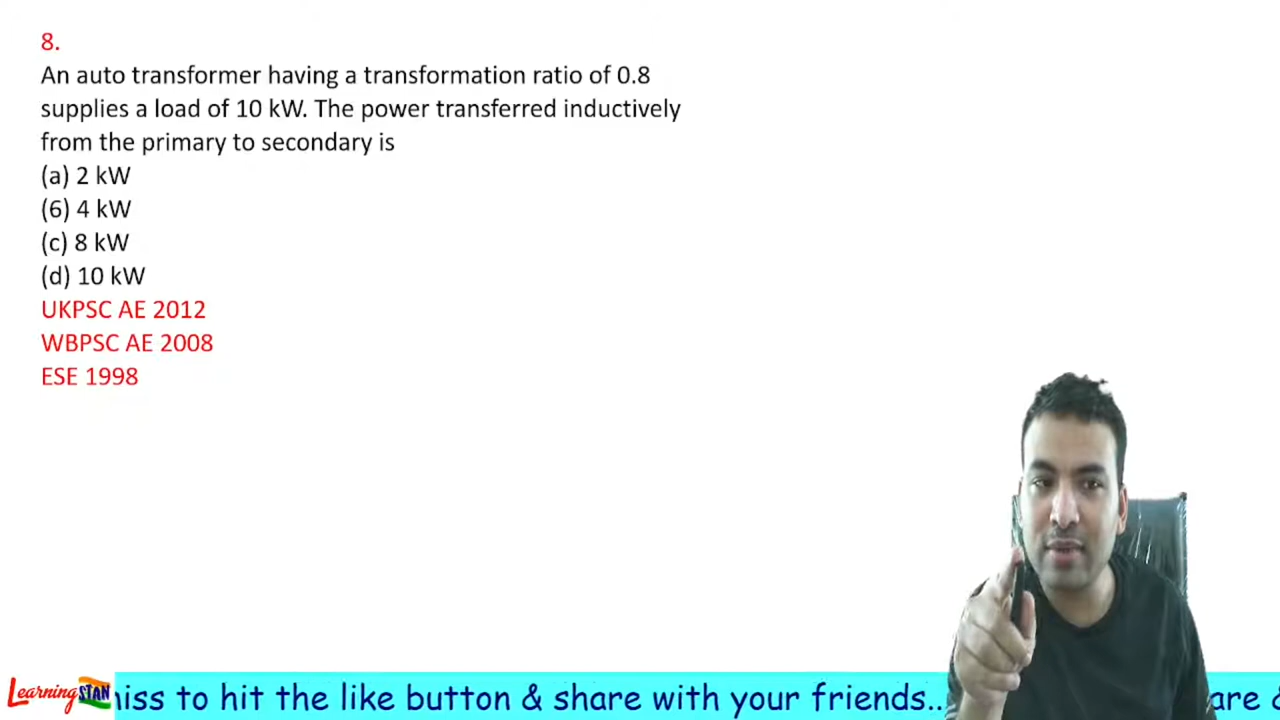 8.
An auto transformer having a transformation ratio of 0.8
supplies a load of 10 kW. The power transferred inductively
from the primary to secondary is
(a) 2 kW
(6) 4 kW
(c) 8 kW
(d) 10 kW
UKPSC AE 2012
WBPSC AE 2008
ESE 1998
Learning STAN
to hit the like button & share with your friends..